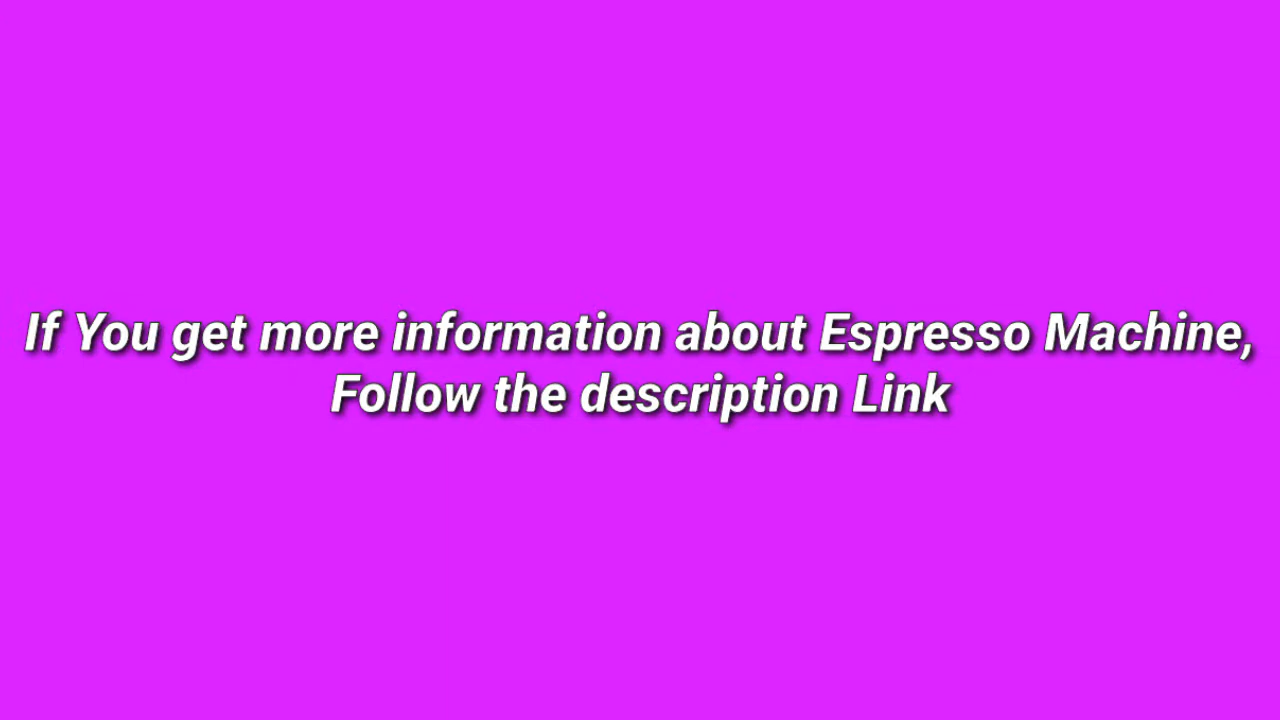 If You get more information about Espresso Machine,
Follow the description Link